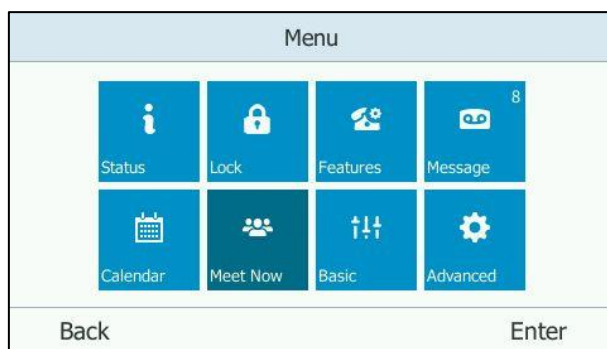 Menu
8
Status Lock Features Message
Calendar Meet Now Basic Advanced
Back Enter